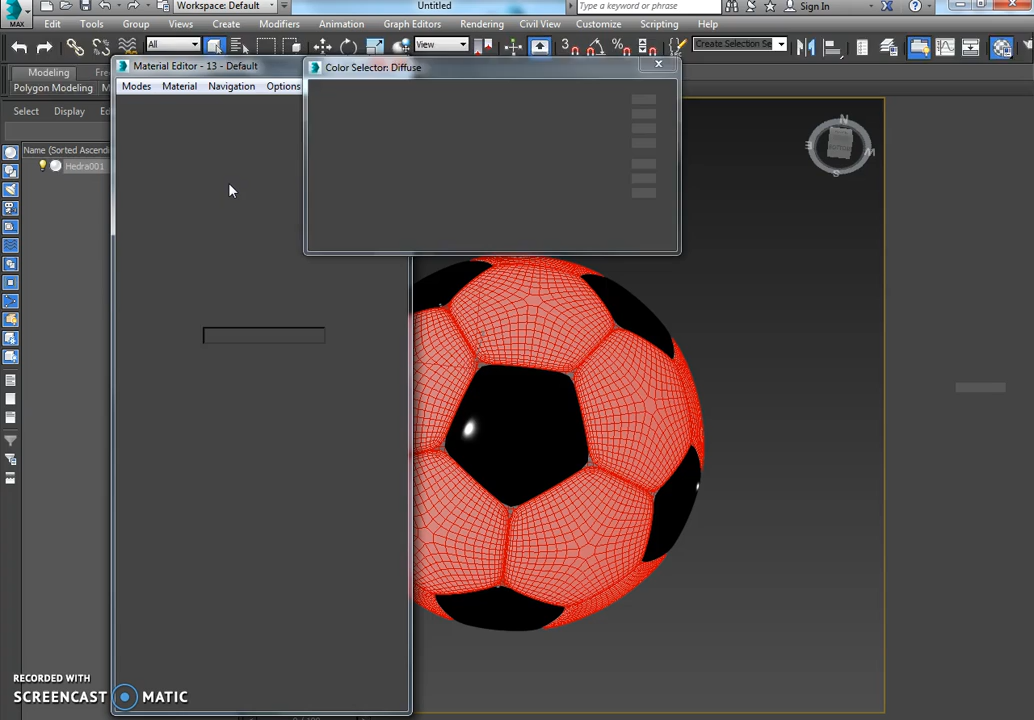 MAX
Workspace: Default
Untitled
Type a keyword or phrase
Sign In
Edit Tools Group Views Create Modifiers Animation Graph Editors Rendering Civil View Customize Scripting Help
All
View
3
%
Create Selection Se
Modeling
Polygon Modeling
Select Display
Name (Sorted Ascendi
Hedra001
Material Editor - 13 - Default
Modes Material Navigation Options
Color Selector: Diffuse
N
W
S
RECORDED WITH
SCREENCAST MATIC